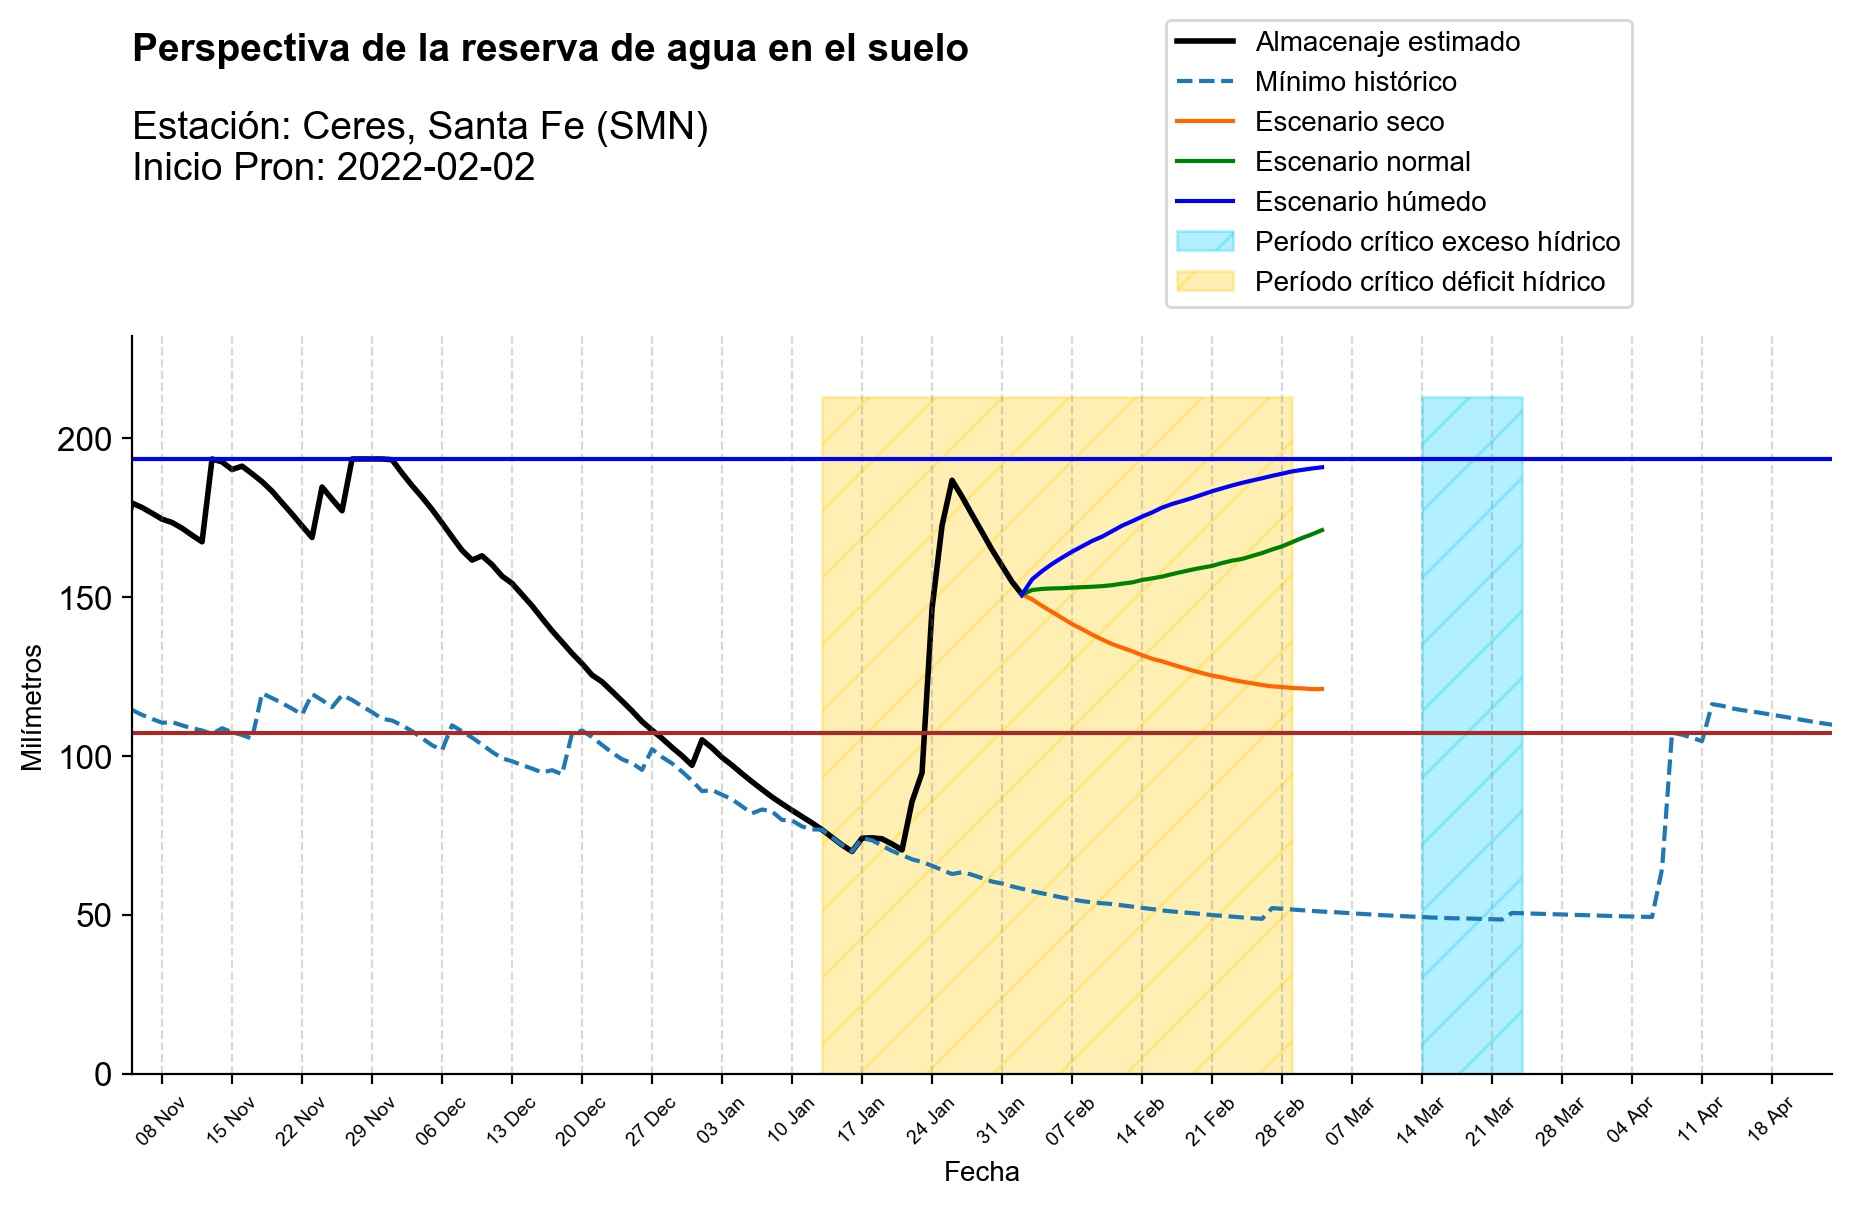 Perspectiva de la reserva de agua en el suelo
Estación: Ceres, Santa Fe (SMN)
Inicio Pron: 2022-02-02
Almacenaje estimado
Mínimo histórico
Escenario seco
Escenario normal
Escenario húmedo
Período crítico exceso hídrico
Período crítico déficit hídrico
200
150
100
50
0
Milímetros
08 Nov
15 Nov
22 Nov
29 Nov
06 Dec
13 Dec
20 Dec
27 Dec
03 Jan
10 Jan
17 Jan
24 Jan
31 Jan
07 Feb
14 Feb
21 Feb
28 Feb
07 Mar
14 Mar
21 Mar
28 Mar
04 Apr
11 Apr
18 Apr
Fecha